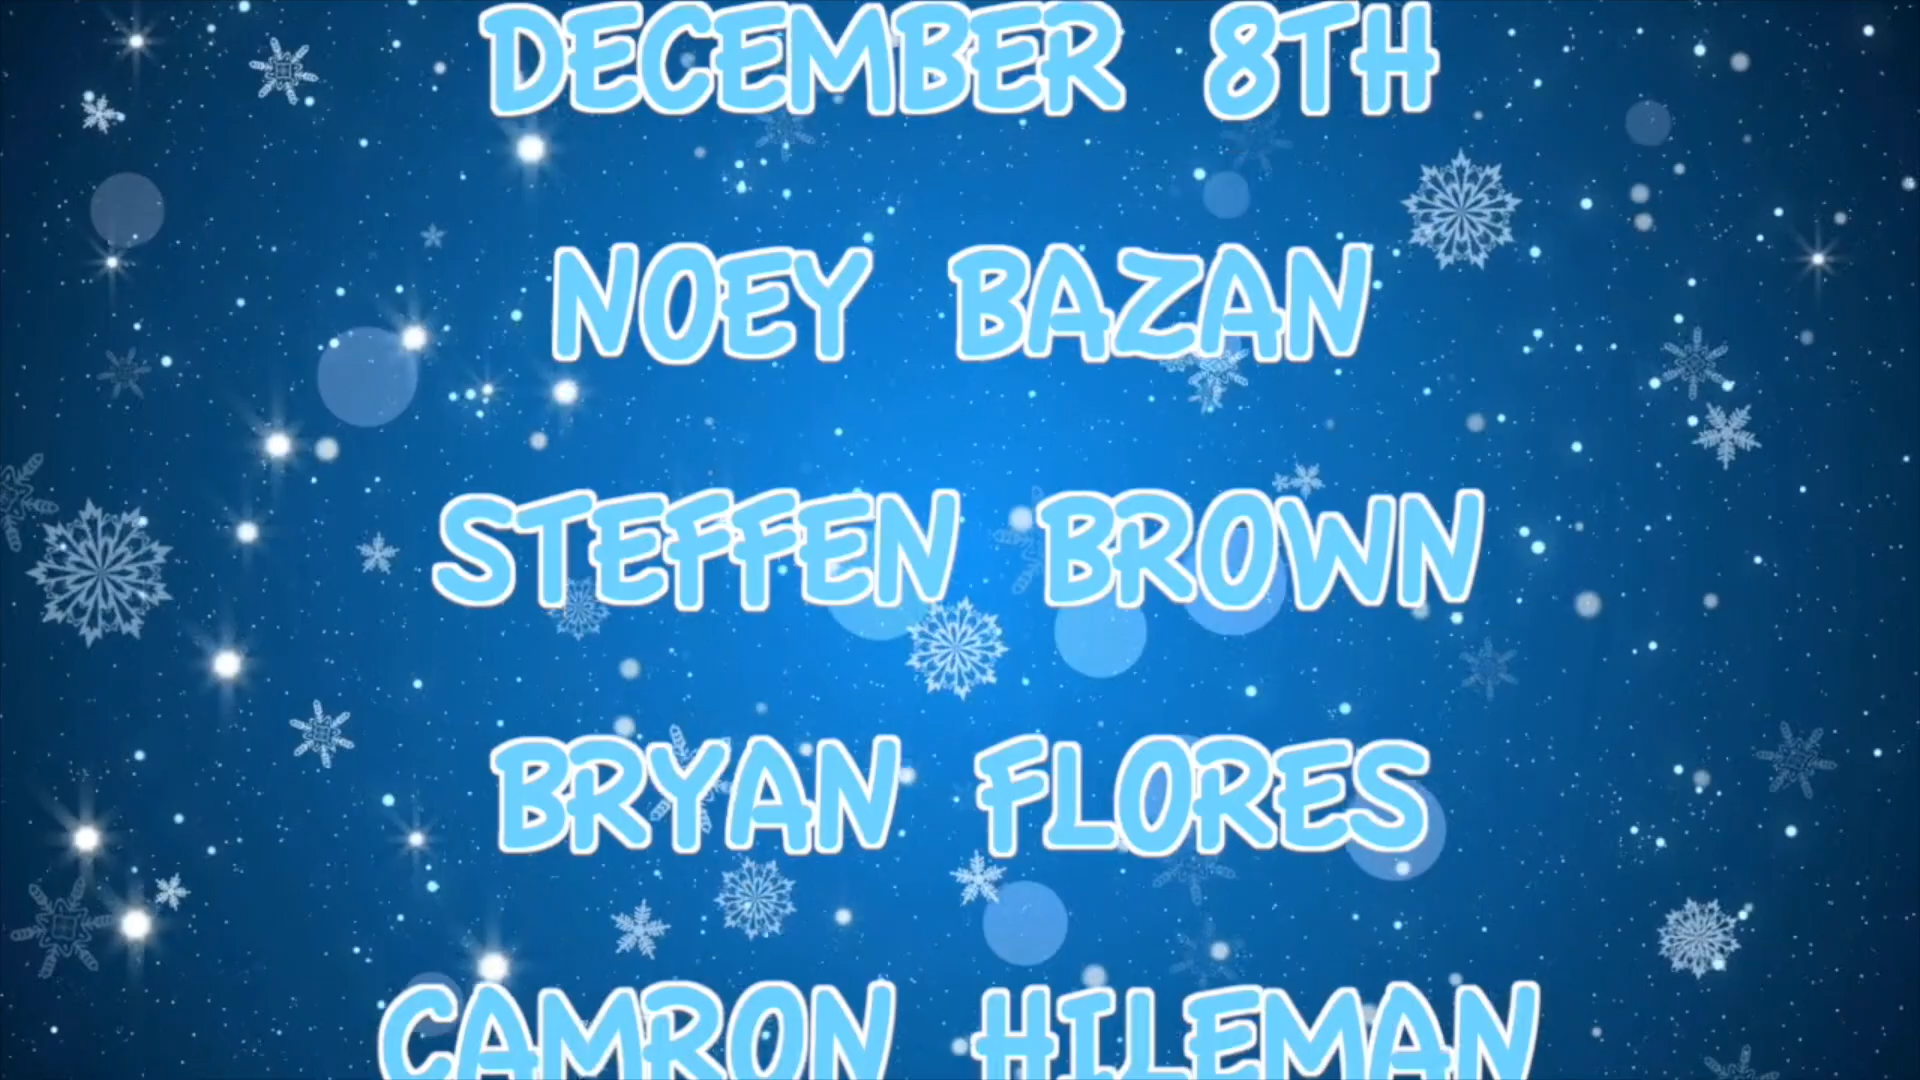 DECEMBER 8TH
NOEY BAZAN
STEFFEN BROWN
BRYAN FLORES
CAMRON HILEMAN